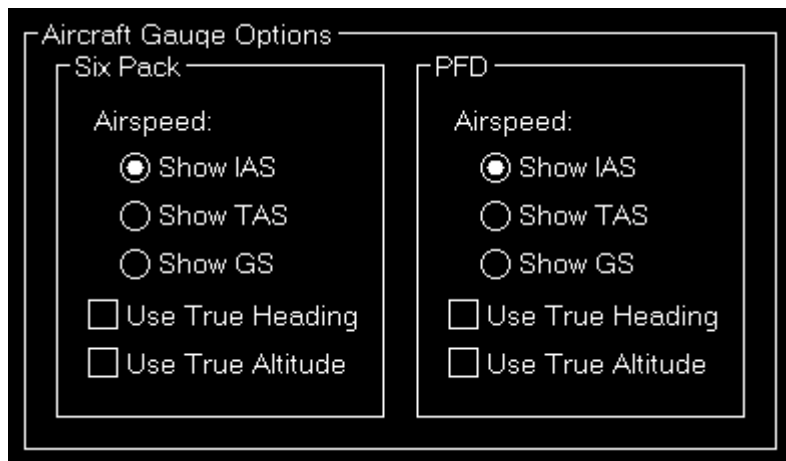 Aircraft Gauge Options
Six Pack
Airspeed:
Show IAS
Show TAS
Show GS
Use True Heading
Use True Altitude
PFD
Airspeed:
Show IAS
Show TAS
Show GS
Use True Heading
Use True Altitude